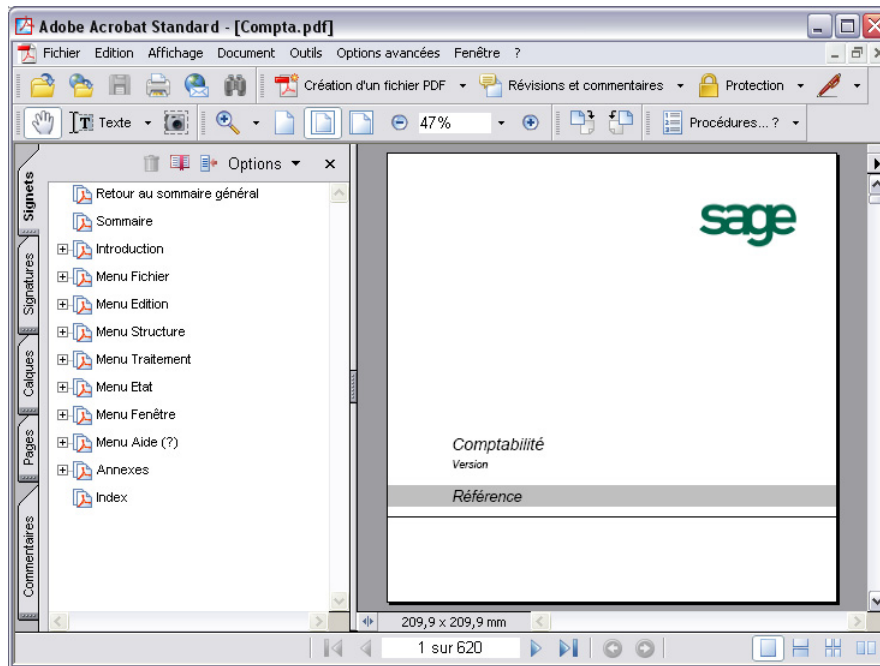 Adobe Acrobat Standard - [Compta.pdf]
Fichier Edition Affichage Document Outils Options avancées Fenêtre ?
Création d'un fichier PDF Révisions et commentaires Protection
Texte 47% Procédures... ?
Options
Signets
Signatures
Calques
Pages
Commentaires
Retour au sommaire général
Sommaire
Introduction
Menu Fichier
Menu Edition
Menu Structure
Menu Traitement
Menu Etat
Menu Fenêtre
Menu Aide (?)
Annexes
Index
sage
Comptabilité
Version
Référence
209,9 x 209,9 mm
1 sur 620